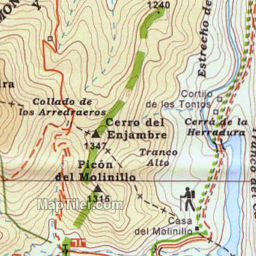 1240
Estrecho de
Collado de
los Arredraeros
Cortijo
de los Tontos
Cerro del
Enjambre
1347
Cerrá de la
Herradura
Tranco
Alto
Picón
del Molinillo
1315
MapTiler.com
Casa
del Molinillo